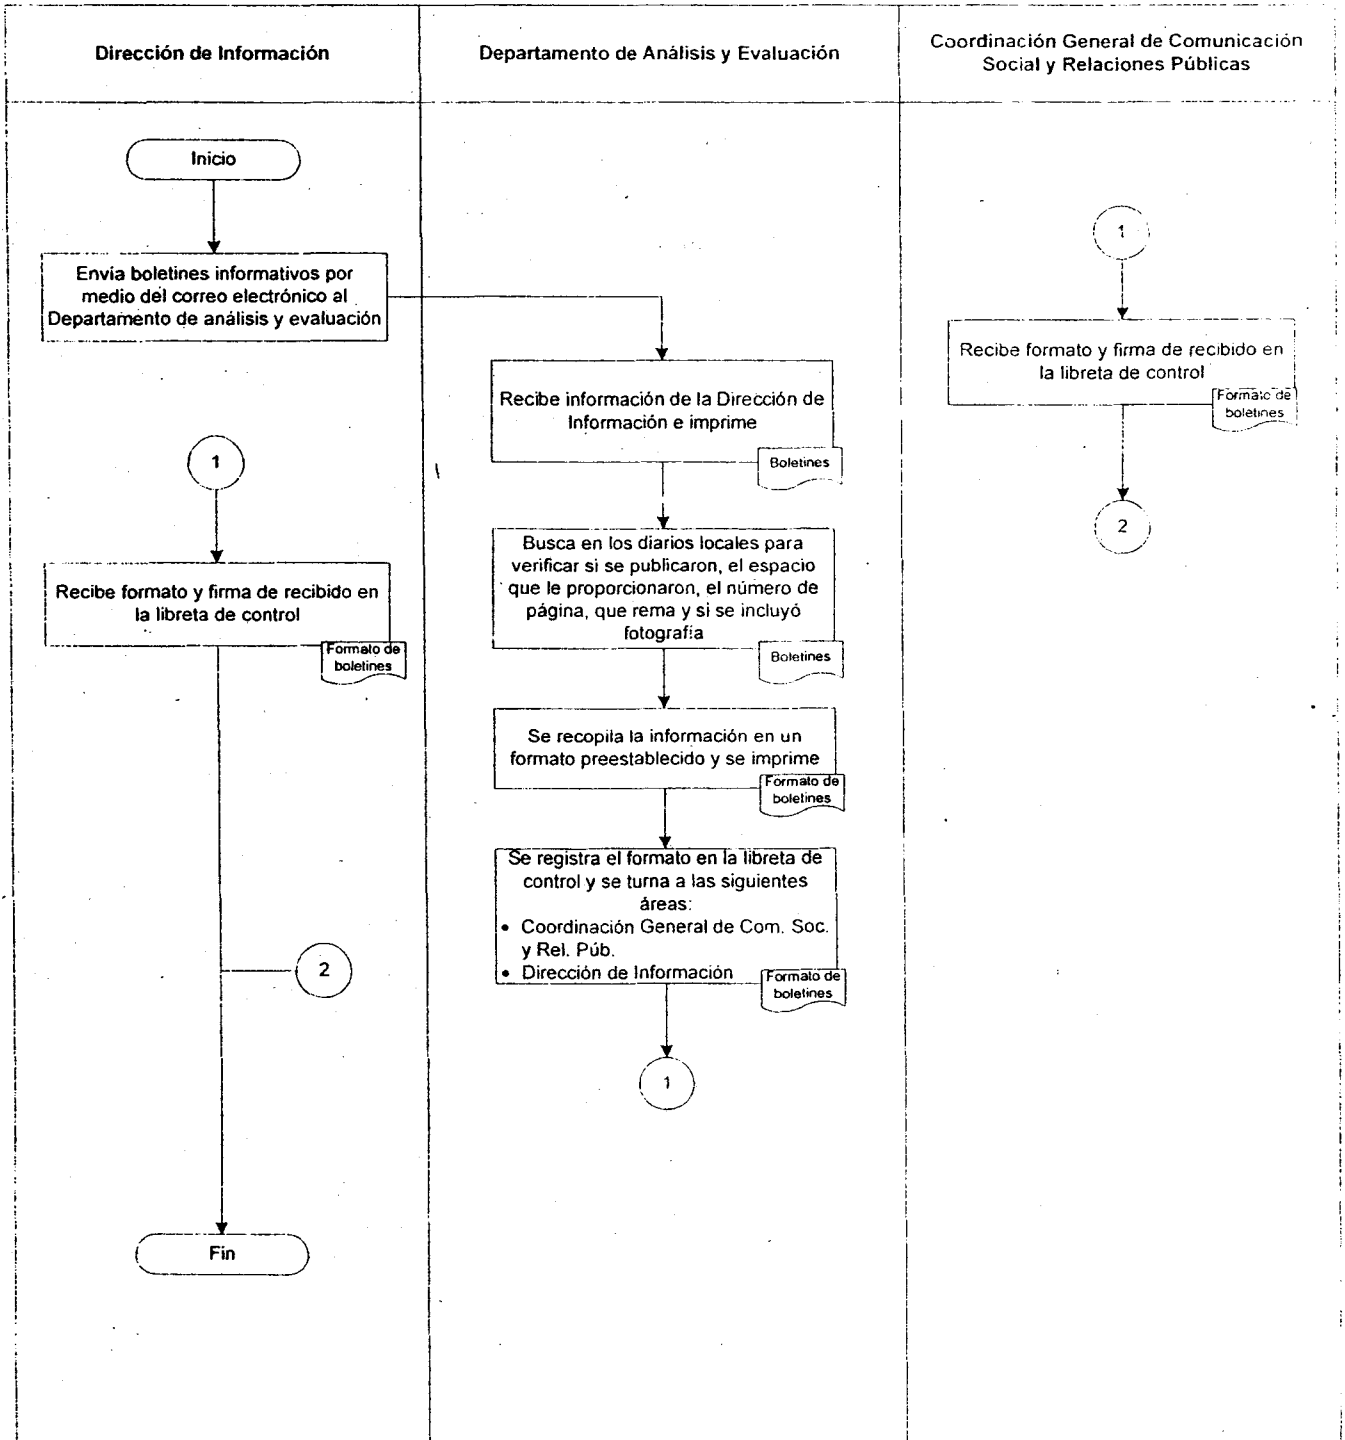 Dirección de Información
Departamento de Análisis y Evaluación
Coordinación General de Comunicación
Social y Relaciones Públicas
Inicio
Envia boletines informativos por
medio del correo electrónico al
Departamento de análisis y evaluación
1
Recibe formato y firma de recibido en
la libreta de control
Formato de
boletines
2
Fin
Recibe información de la Dirección de
Información e imprime
Boletines
Busca en los diarios locales para
verificar si se publicaron, el espacio
que le proporcionaron, el número de
página, que rema y si se incluyó
fotografía
Boletines
Se recopila la información en un
formato preestablecido y se imprime
Formato de
boletines
Se registra el formato en la libreta de
control y se turna a las siguientes
áreas:
• Coordinación General de Com. Soc.
y Rel. Púb.
• Dirección de Información
Formato de
boletines
1
1
Recibe formato y firma de recibido en
la libreta de control
Formato de
boletines
2